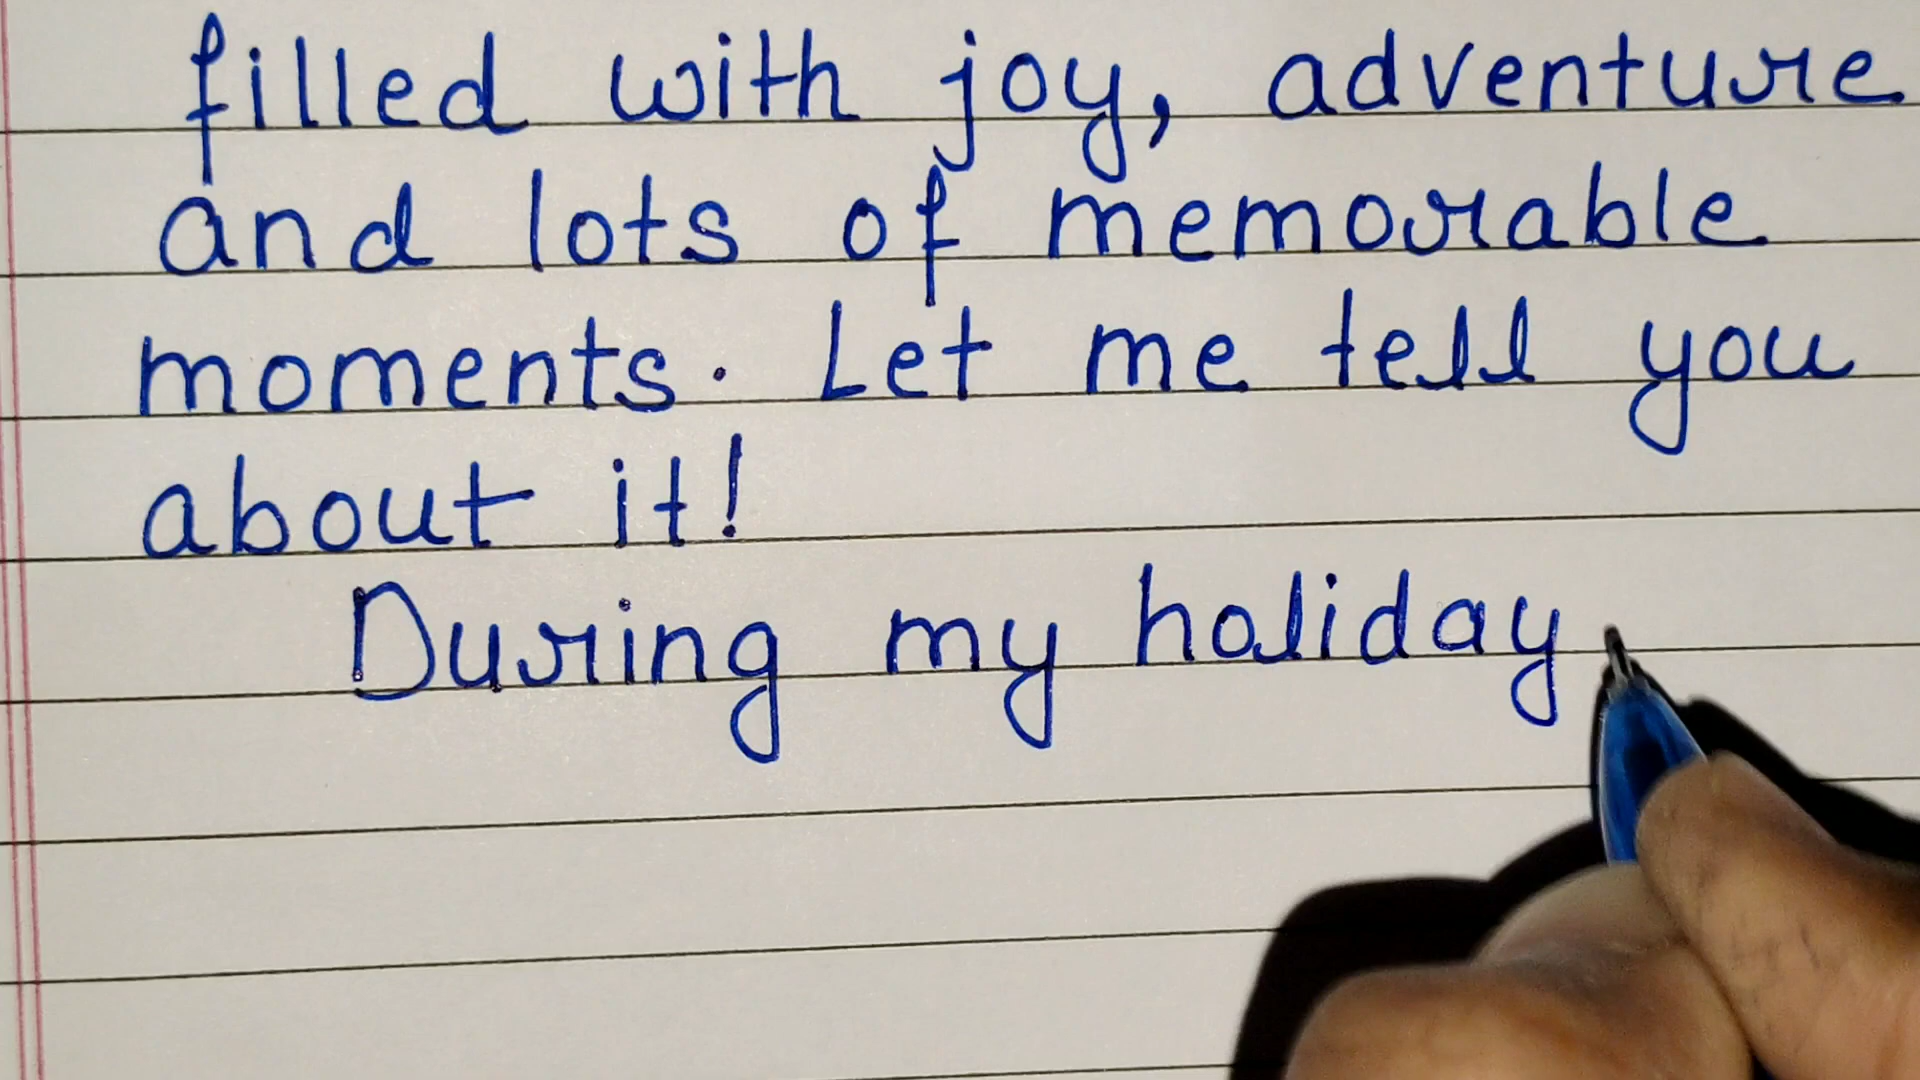 filled with joy, adventure
and lots of memorable
moments. Let me tell you
about it!
During my holiday